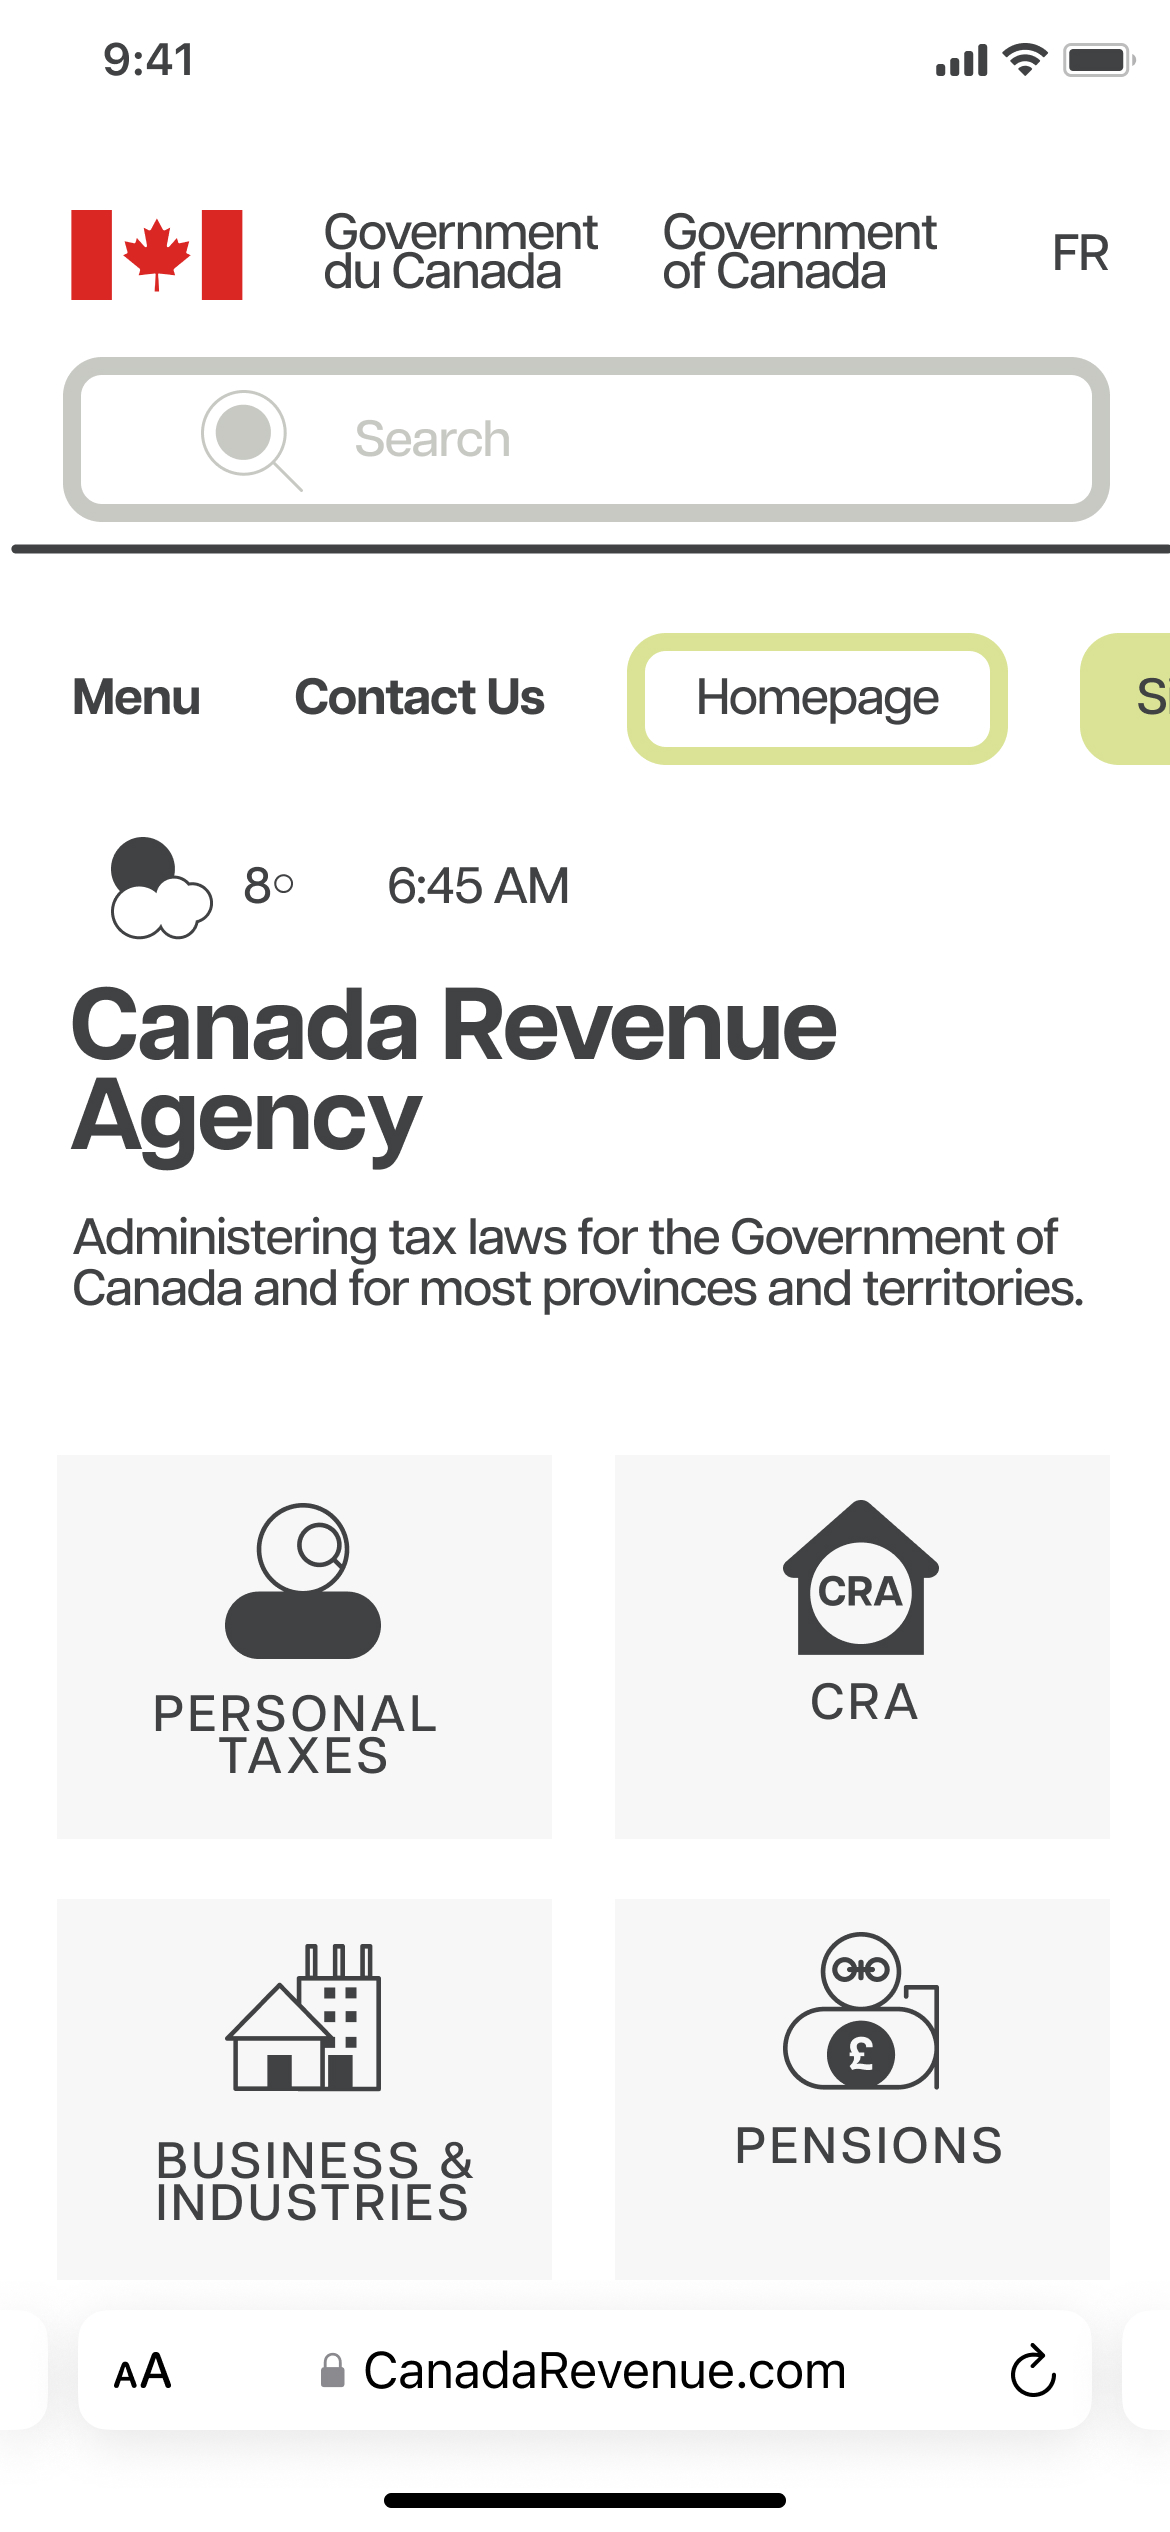 9:41
Government
du Canada
Government
of Canada
FR
Search
Menu
Contact Us
Homepage
8°
6:45 AM
Canada Revenue
Agency
Administering tax laws for the Government of
Canada and for most provinces and territories.
CRA
PERSONAL
TAXES
CRA
£
BUSINESS &
INDUSTRIES
PENSIONS
AA
CanadaRevenue.com